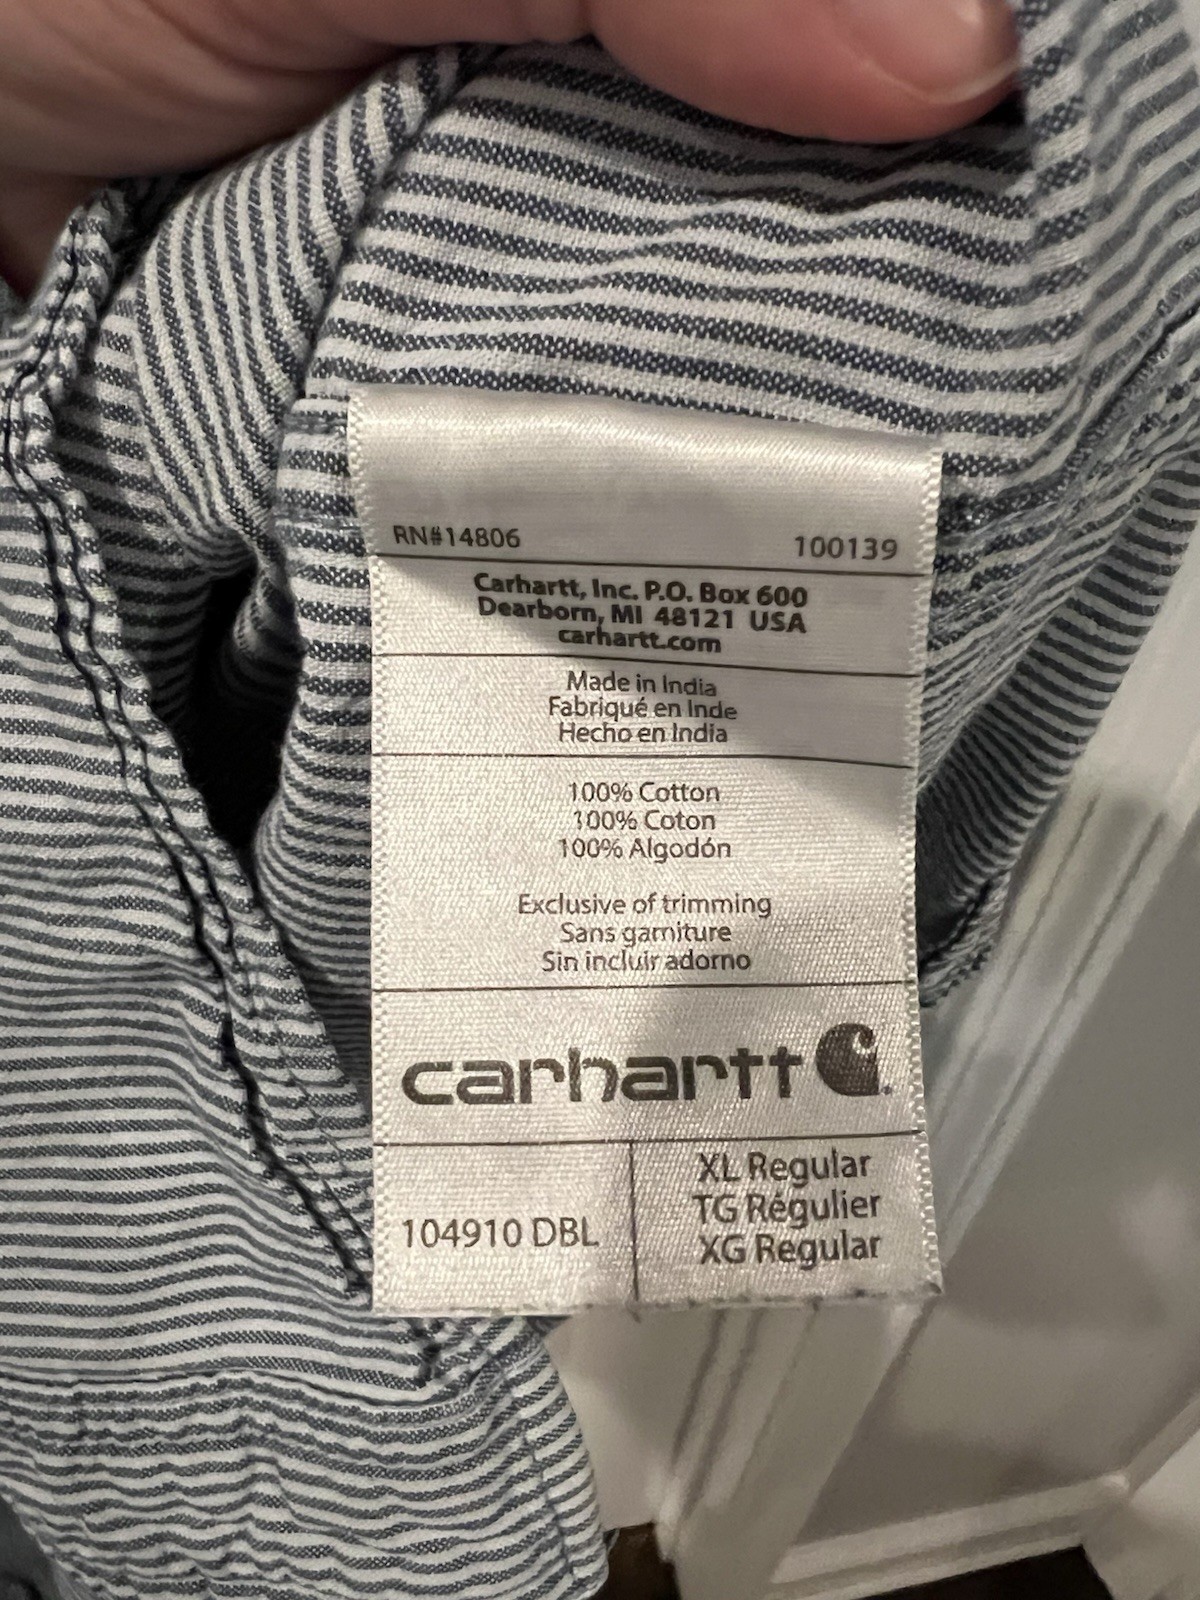 RN#14806 100139
Carhartt, Inc. P.O. Box 600
Dearborn, MI 48121 USA
carhartt.com
Made in India
Fabriqué en Inde
Hecho en India
100% Cotton
100% Coton
100% Algodón
Exclusive of trimming
Sans garniture
Sin incluir adorno
carhartt
104910 DBL
XL Regular
TG Régulier
XG Regular